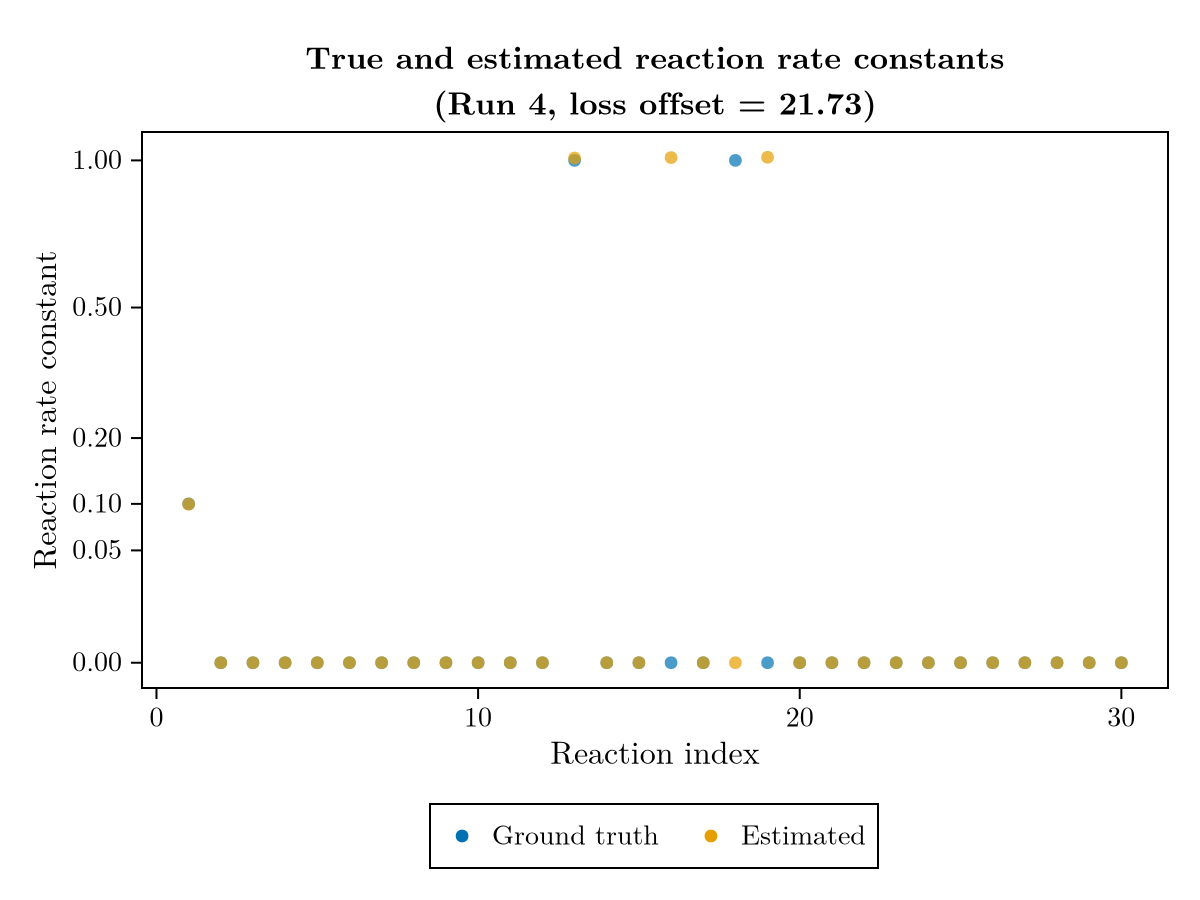 True and estimated reaction rate constants
(Run 4, loss offset = 21.73)
Reaction rate constant
1.00
0.50
0.20
0.10
0.05
0.00
0 10 20 30
Reaction index
Ground truth Estimated